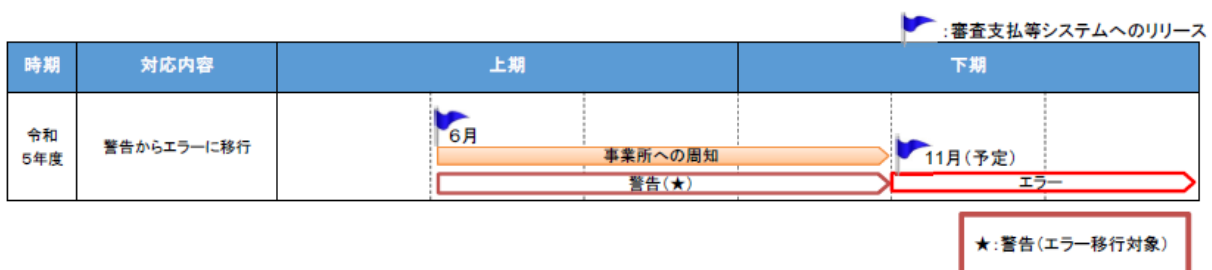 :審査支払等システムへのリリース
時期 対応内容 上期 下期
令和
5年度
警告からエラーに移行
6月
事業所への周知
警告(★)
11月(予定)
エラー
★:警告(エラー移行対象)